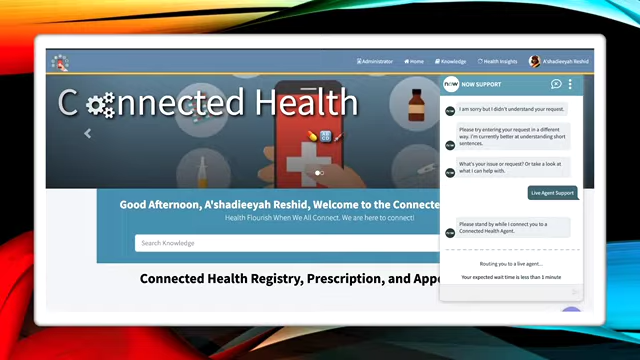 Administrator Home Knowledge Health Insights A'shadieeyah Reshid
Connected Health
now NOW SUPPORT
I am sorry but I didn't understand your request.
Please try entering your request in a different
way. I'm currently better at understanding short
sentences.
What's your issue or request? Or take a look at
what I can help with.
Live Agent Support
Please stand by while I connect you to a
Connected Health Agent.
Routing you to a live agent...
Your expected wait time is less than 1 minute
Good Afternoon, A'shadieeyah Reshid, Welcome to the Connecte
Health Flourish When We All Connect. We are here to connect!
Search Knowledge
Connected Health Registry, Prescription, and Appo